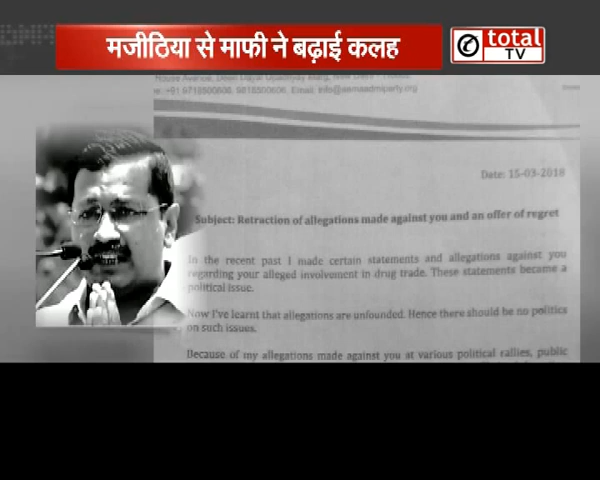 मजीठिया से माफी ने बढ़ाई कलह
total
TV
Date: 15-03-2018
Subject: Retraction of allegations made against you and an offer of regret
In the recent past I made certain statements and allegations against you
regarding your alleged involvement in drug trade. These statements became a
political issue.
Now I've learnt that allegations are unfounded. Hence there should be no politics
on such issues.
Because of my allegations made against you at various political rallies, public